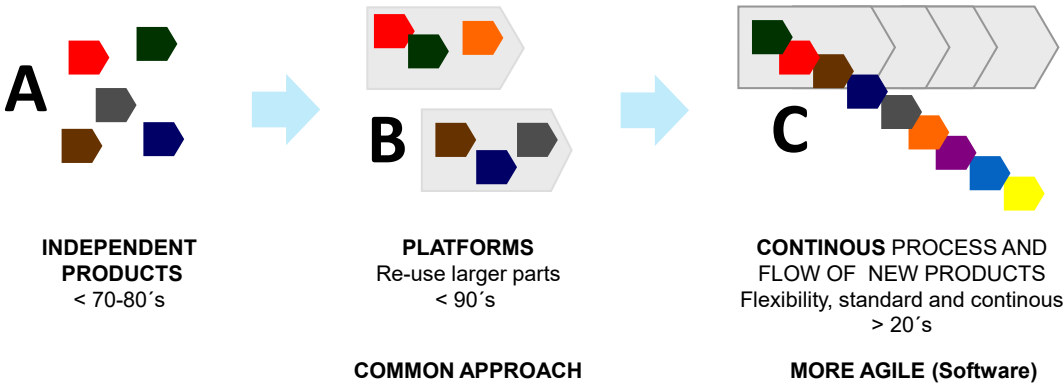 A
B
C
INDEPENDENT
PRODUCTS
< 70-80´s
PLATFORMS
Re-use larger parts
< 90´s
COMMON APPROACH
CONTINOUS PROCESS AND
FLOW OF NEW PRODUCTS
Flexibility, standard and continous
> 20´s
MORE AGILE (Software)